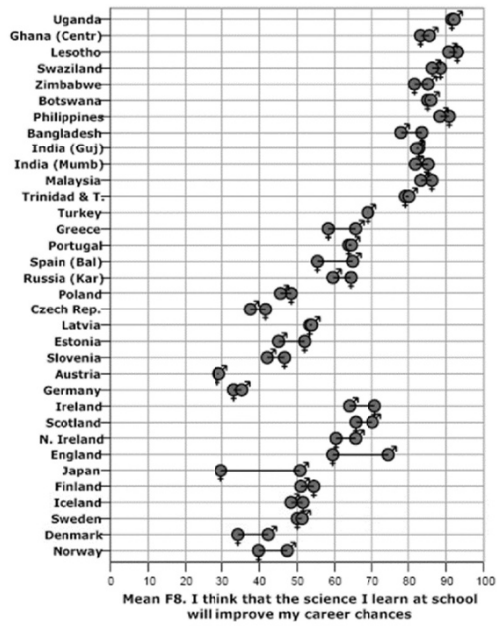 Uganda
Ghana (Centr)
Lesotho
Swaziland
Zimbabwe
Botswana
Philippines
Bangladesh
India (Guj)
India (Mumb)
Malaysia
Trinidad & T.
Turkey
Greece
Portugal
Spain (Bal)
Russia (Kar)
Poland
Czech Rep.
Latvia
Estonia
Slovenia
Austria
Germany
Ireland
Scotland
N. Ireland
England
Japan
Finland
Iceland
Sweden
Denmark
Norway
0 10 20 30 40 50 60 70 80 90 100
Mean F8. I think that the science I learn at school
will improve my career chances